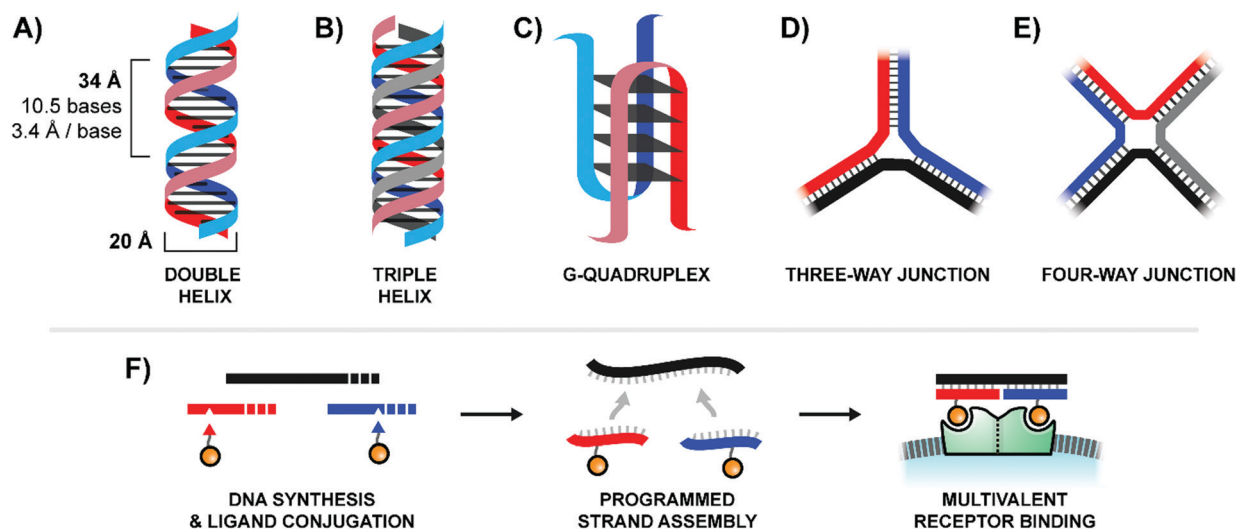 A)
B)
C)
D)
E)
34 Å
10.5 bases
3.4 Å / base
20 Å
DOUBLE
HELIX
TRIPLE
HELIX
G-QUADRUPLEX
THREE-WAY JUNCTION
FOUR-WAY JUNCTION
F)
DNA SYNTHESIS
& LIGAND CONJUGATION
PROGRAMMED
STRAND ASSEMBLY
MULTIVALENT
RECEPTOR BINDING